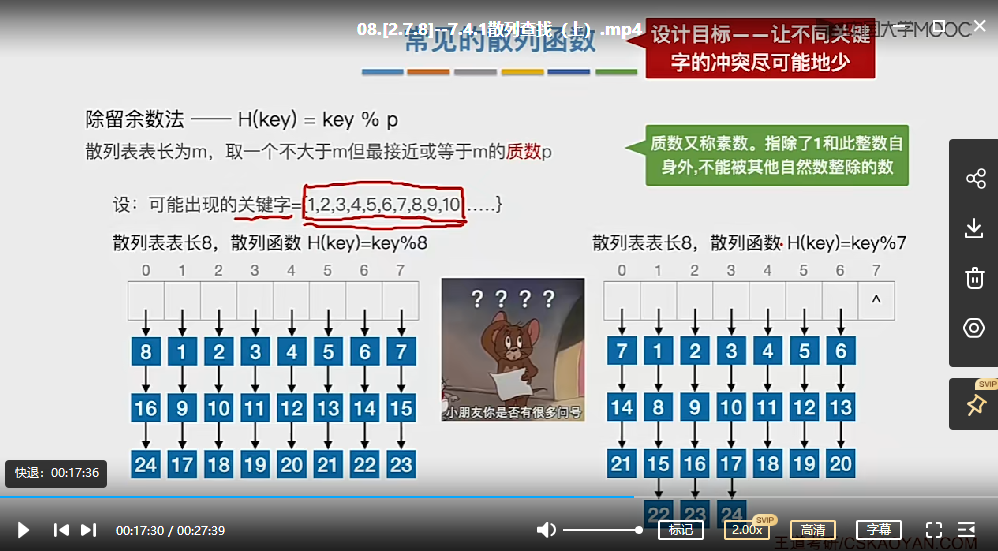 08.[2.7.8]--7.4.1散列查找（上）.mp4
常见的散列函数
设计目标——让不同关键
字的冲突尽可能地少
国大学MOOC
除留余数法 —— H(key) = key % p
散列表表长为m，取一个不大于m但最接近或等于m的质数p
质数又称素数。指除了1和此整数自
身外,不能被其他自然数整除的数
设：可能出现的关键字={1,2,3,4,5,6,7,8,9,10,.....}
散列表表长8，散列函数 H(key)=key%8
0 1 2 3 4 5 6 7
8 1 2 3 4 5 6 7
16 9 10 11 12 13 14 15
24 17 18 19 20 21 22 23
？？？？
小朋友你是否有很多问号
散列表表长8，散列函数 H(key)=key%7
0 1 2 3 4 5 6 7
^
7 1 2 3 4 5 6
14 8 9 10 11 12 13
21 15 16 17 18 19 20
22 23 24
SVIP
快退：00:17:36
00:17:30 / 00:27:39
标记
2.00x
SVIP
高清
字幕
王道考研/CSKAOYAN.COM